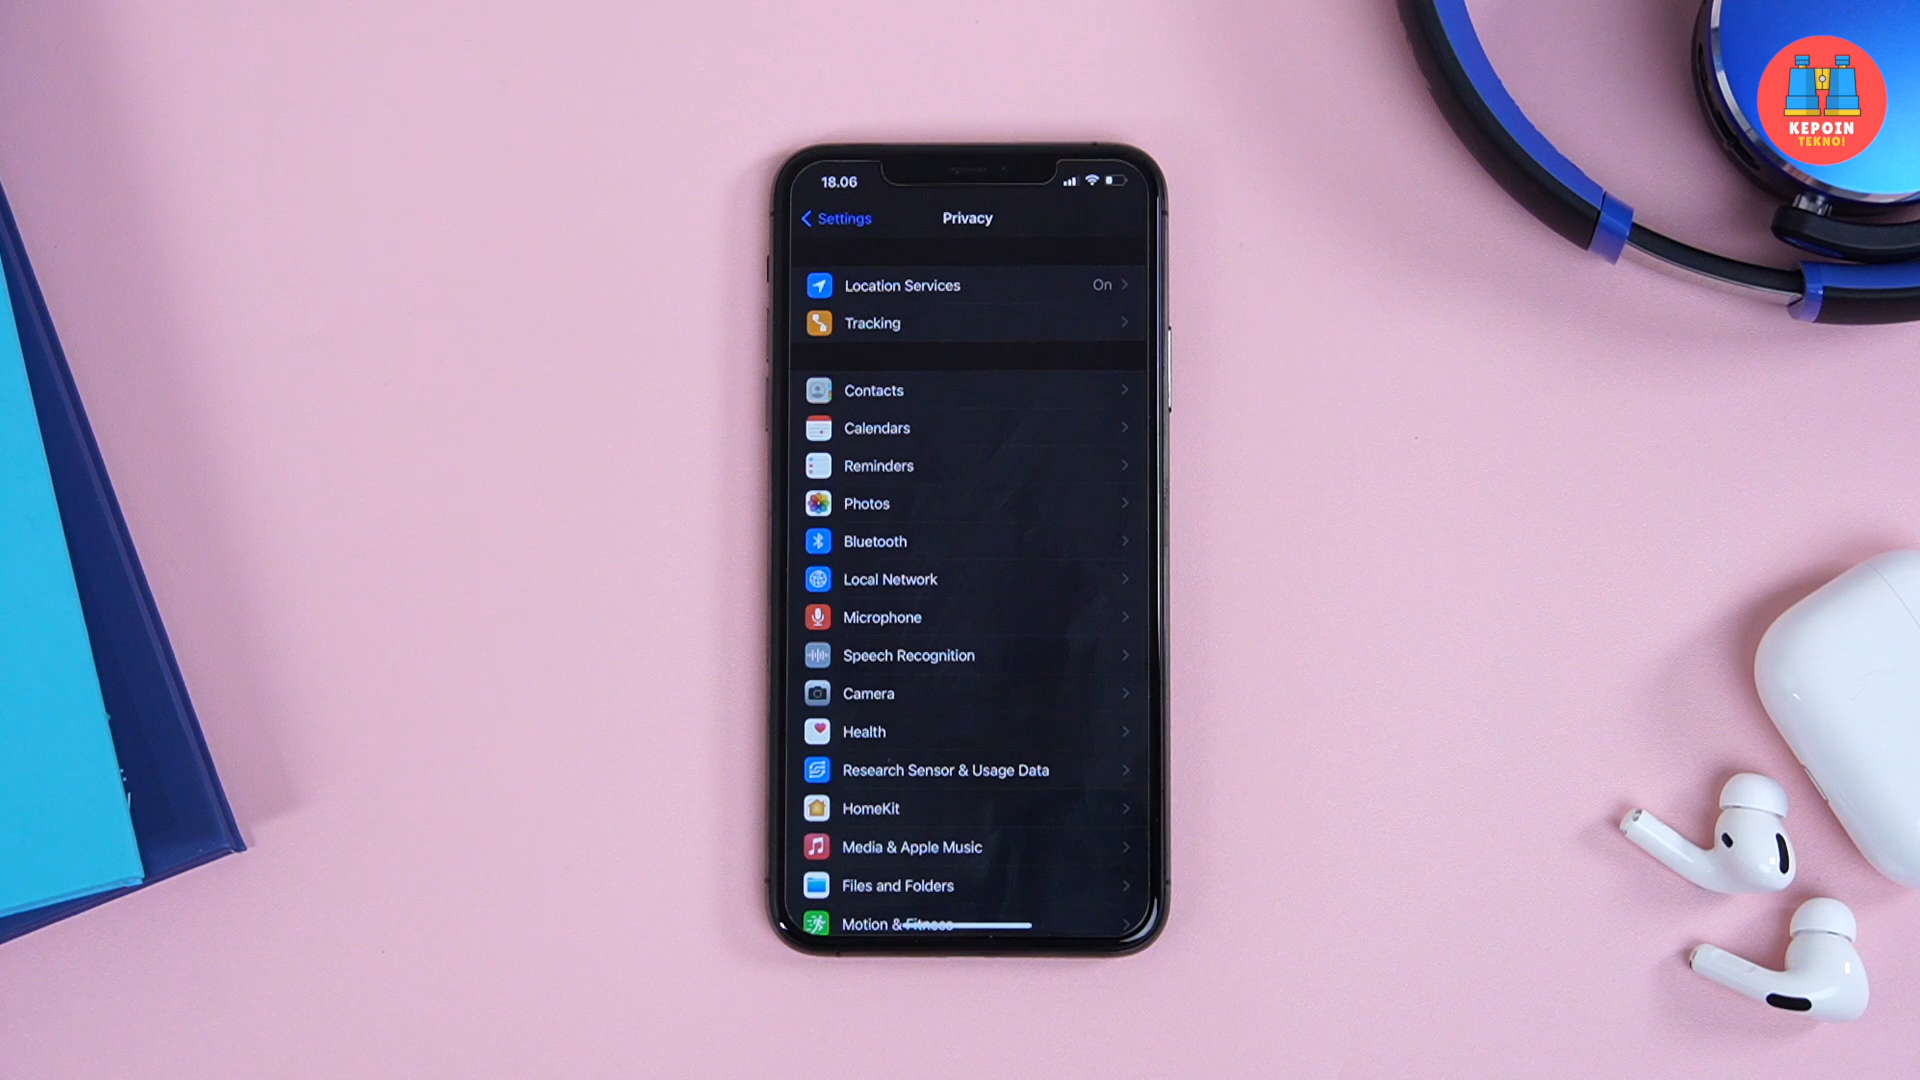 KEPOIN
TEKNO!
18.06
Settings
Privacy
Location Services On
Tracking
Contacts
Calendars
Reminders
Photos
Bluetooth
Local Network
Microphone
Speech Recognition
Camera
Health
Research Sensor & Usage Data
HomeKit
Media & Apple Music
Files and Folders
Motion & Fitness